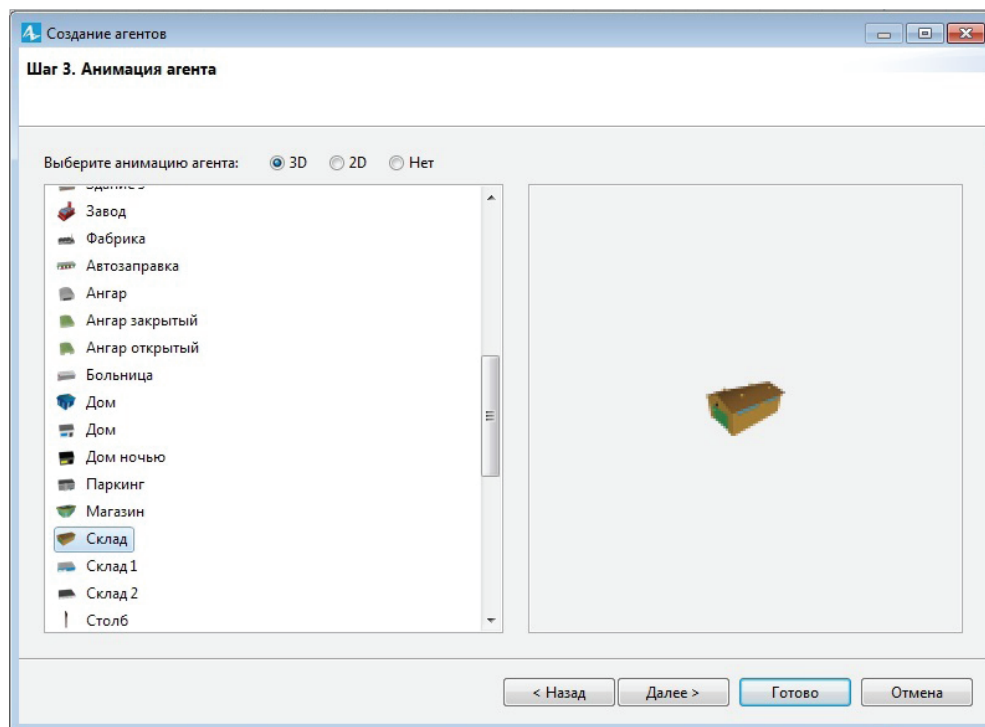 Создание агентов
Шаг 3. Анимация агента
Выберите анимацию агента: 3D 2D Нет
Завод
Фабрика
Автозаправка
Ангар
Ангар закрытый
Ангар открытый
Больница
Дом
Дом
Дом ночью
Паркинг
Магазин
Склад
Склад 1
Склад 2
Столб
< Назад Далее > Готово Отмена